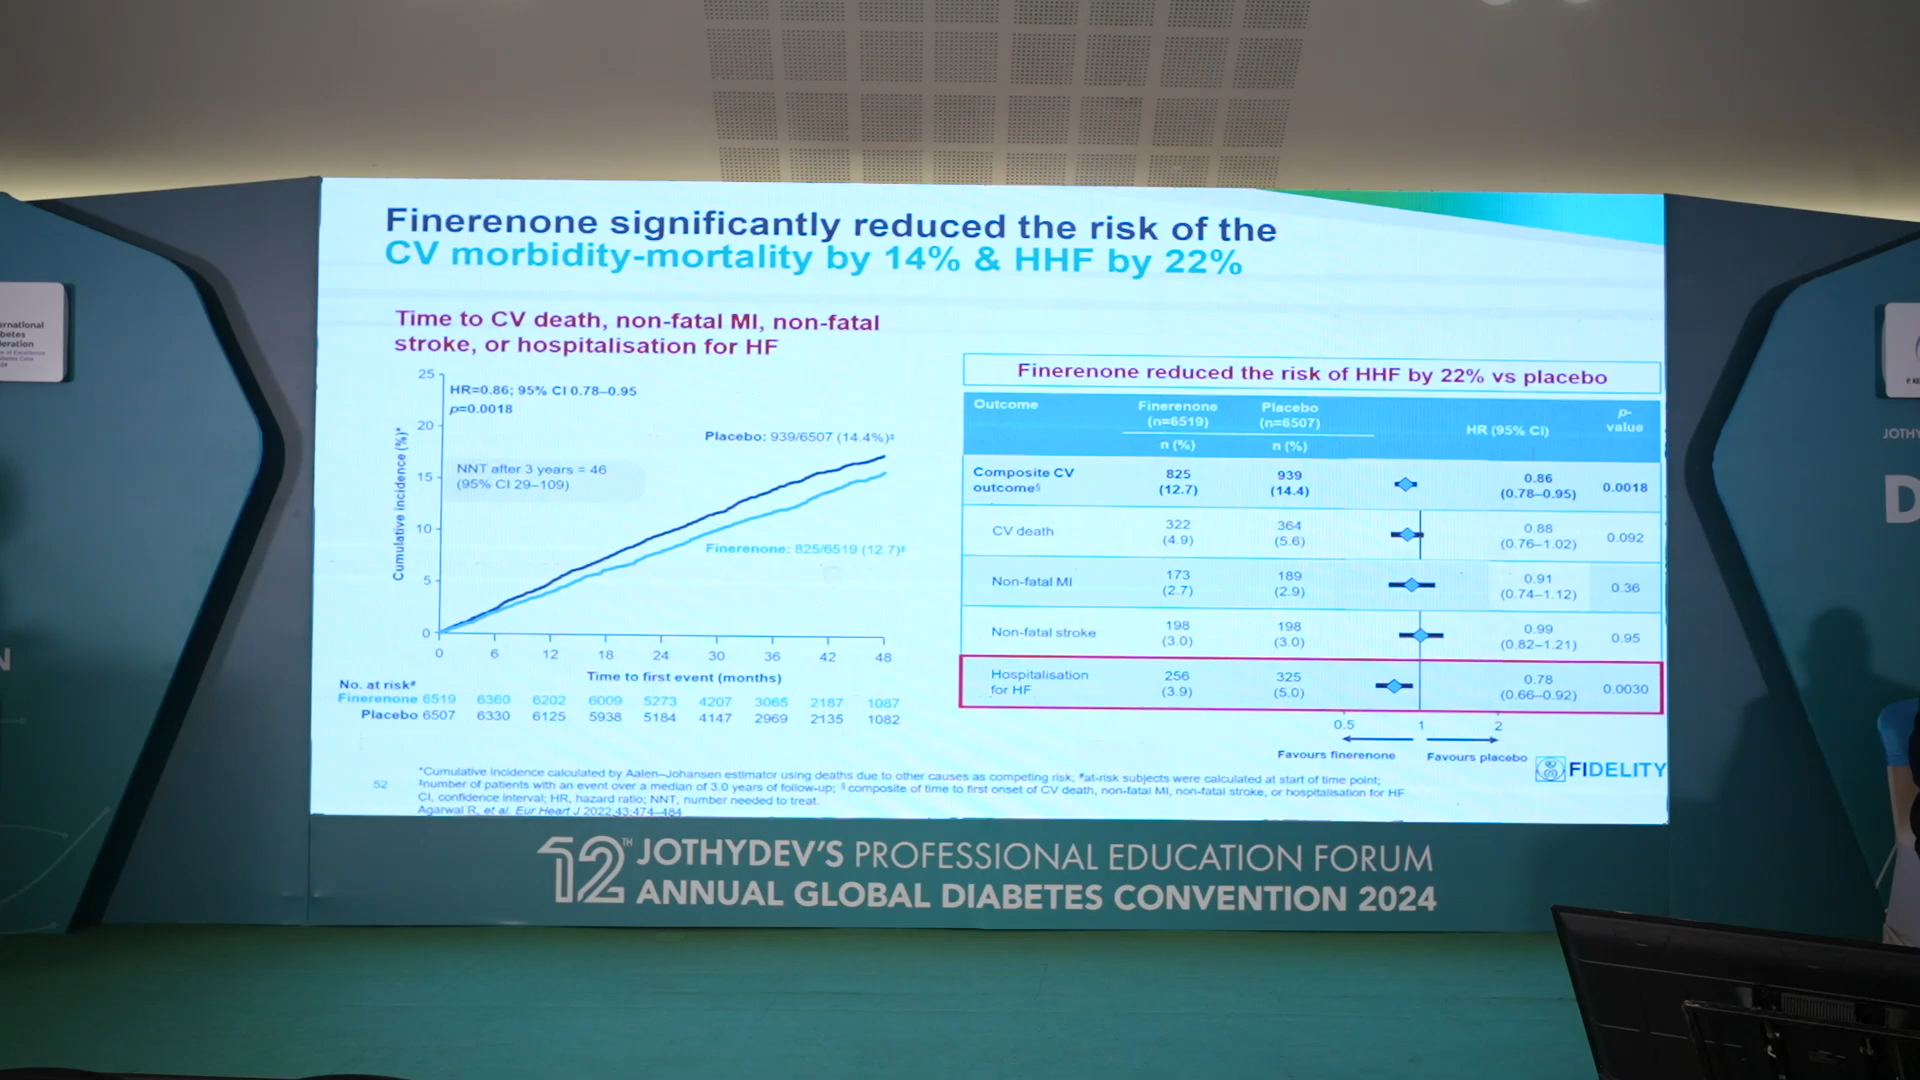 Finerenone significantly reduced the risk of the
CV morbidity-mortality by 14% & HHF by 22%
Time to CV death, non-fatal MI, non-fatal
stroke, or hospitalisation for HF
25
HR=0.86; 95% CI 0.78–0.95
p=0.0018
20
Placebo: 939/6507 (14.4%)‡
NNT after 3 years = 46
(95% CI 29–109)
15
10
Finerenone: 825/6519 (12.7)‡
5
0
Cumulative incidence (%)*
0 6 12 18 24 30 36 42 48
Time to first event (months)
No. at risk#
Finerenone 6519 6360 6202 6009 5273 4207 3065 2187 1087
Placebo 6507 6330 6125 5938 5184 4147 2969 2135 1082
Finerenone reduced the risk of HHF by 22% vs placebo
Outcome Finerenone (n=6519) n (%) Placebo (n=6507) n (%) HR (95% CI) p-value
Composite CV outcome§ 825 (12.7) 939 (14.4) 0.86 (0.78–0.95) 0.0018
CV death 322 (4.9) 364 (5.6) 0.88 (0.76–1.02) 0.092
Non-fatal MI 173 (2.7) 189 (2.9) 0.91 (0.74–1.12) 0.36
Non-fatal stroke 198 (3.0) 198 (3.0) 0.99 (0.82–1.21) 0.95
Hospitalisation for HF 256 (3.9) 325 (5.0) 0.78 (0.66–0.92) 0.0030
0.5 1 2
Favours finerenone Favours placebo
FIDELITY
52
*Cumulative incidence calculated by Aalen–Johansen estimator using deaths due to other causes as competing risk; #at-risk subjects were calculated at start of time point;
‡number of patients with an event over a median of 3.0 years of follow-up; § composite of time to first onset of CV death, non-fatal MI, non-fatal stroke, or hospitalisation for HF
CI, confidence interval; HR, hazard ratio; NNT, number needed to treat.
Agarwal R, et al. Eur Heart J 2022;43:474–484
12TH JOTHYDEV'S PROFESSIONAL EDUCATION FORUM
ANNUAL GLOBAL DIABETES CONVENTION 2024